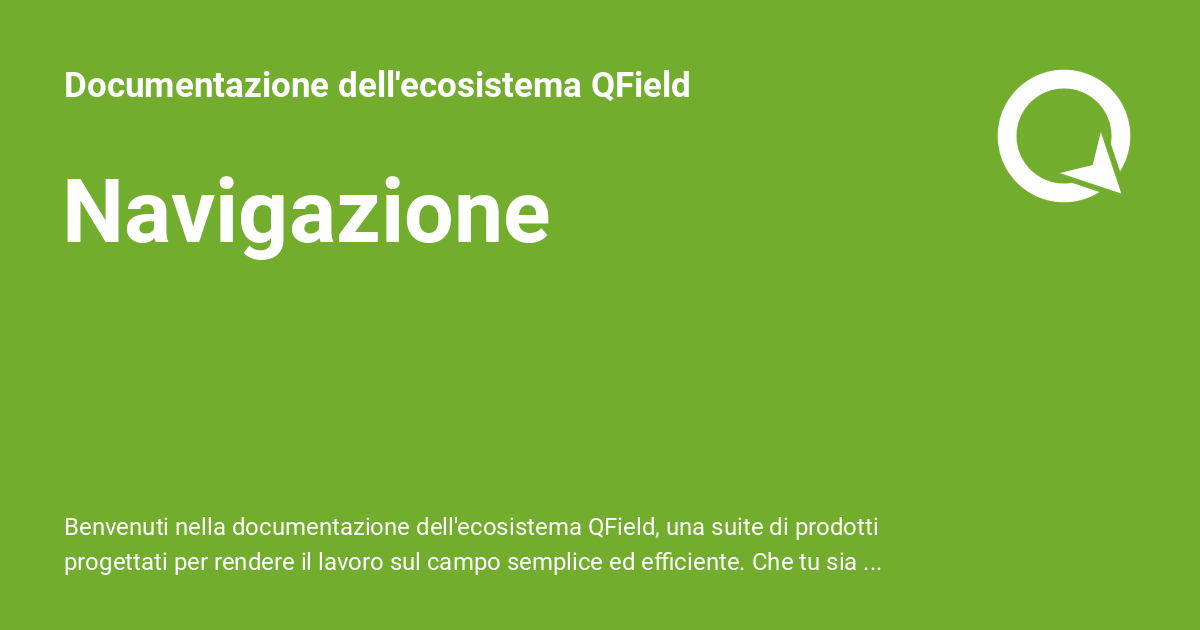 Documentazione dell'ecosistema QField
Navigazione
Benvenuti nella documentazione dell'ecosistema QField, una suite di prodotti
progettati per rendere il lavoro sul campo semplice ed efficiente. Che tu sia ...